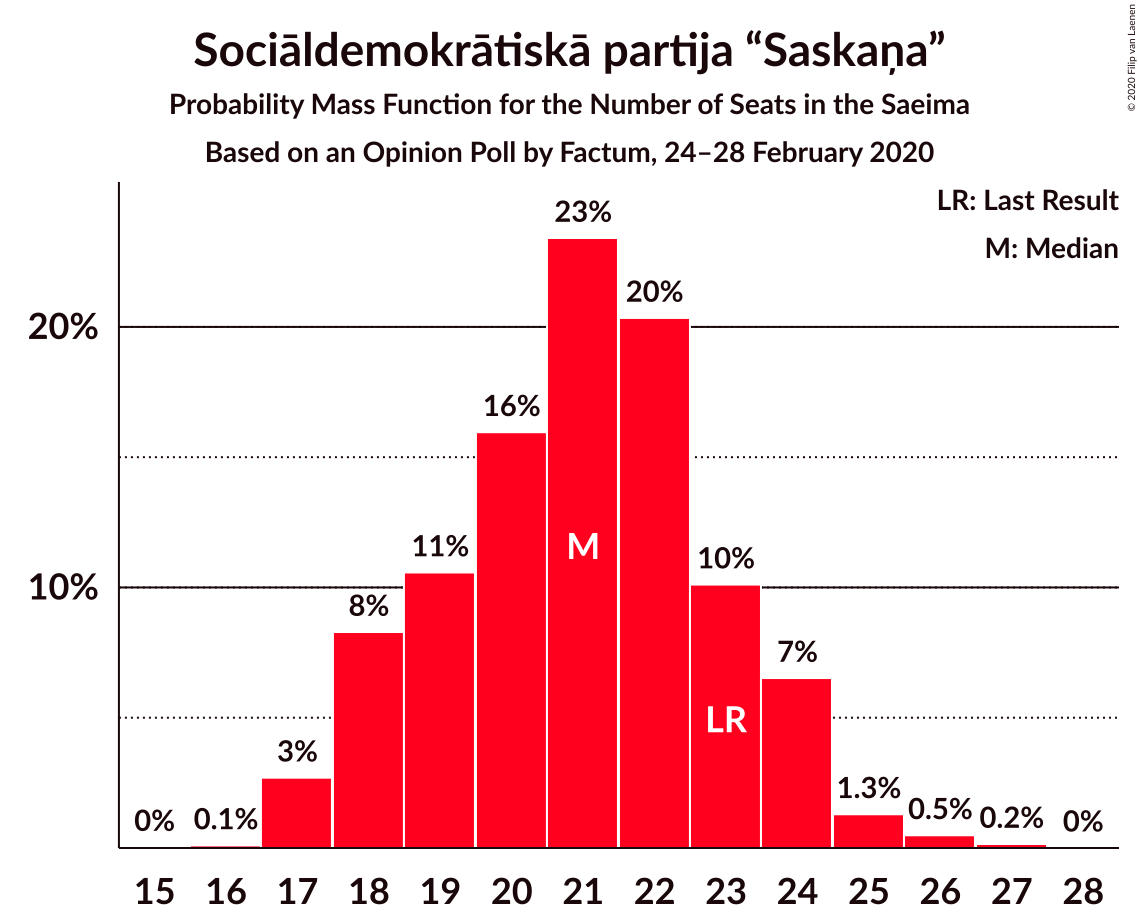 Sociāldemokrātiskā partija “Saskaņa”
Probability Mass Function for the Number of Seats in the Saeima
Based on an Opinion Poll by Factum, 24–28 February 2020
© 2020 Filip van Laenen
LR: Last Result
M: Median
20%
10%
0% 0.1% 3% 8% 11% 16% 23% 20% 10% 7% 1.3% 0.5% 0.2% 0%
M
LR
15 16 17 18 19 20 21 22 23 24 25 26 27 28